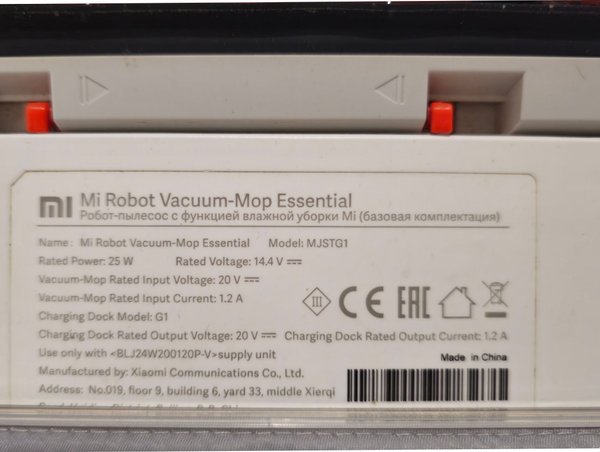 mi Mi Robot Vacuum-Mop Essential
Робот-пылесос с функцией влажной уборки Mi (базовая комплектация)
Name: Mi Robot Vacuum-Mop Essential Model: MJSTG1
Rated Power: 25 W Rated Voltage: 14.4 V ⎓
Vacuum-Mop Rated Input Voltage: 20 V ⎓
Vacuum-Mop Rated Input Current: 1.2 A
III CE EAC
Charging Dock Model: G1
Charging Dock Rated Output Voltage: 20 V ⎓ Charging Dock Rated Output Current: 1.2 A
Use only with <BLJ24W200120P-V>supply unit
Made in China
Manufactured by: Xiaomi Communications Co., Ltd.
Address: No.019, floor 9, building 6, yard 33, middle Xierqi